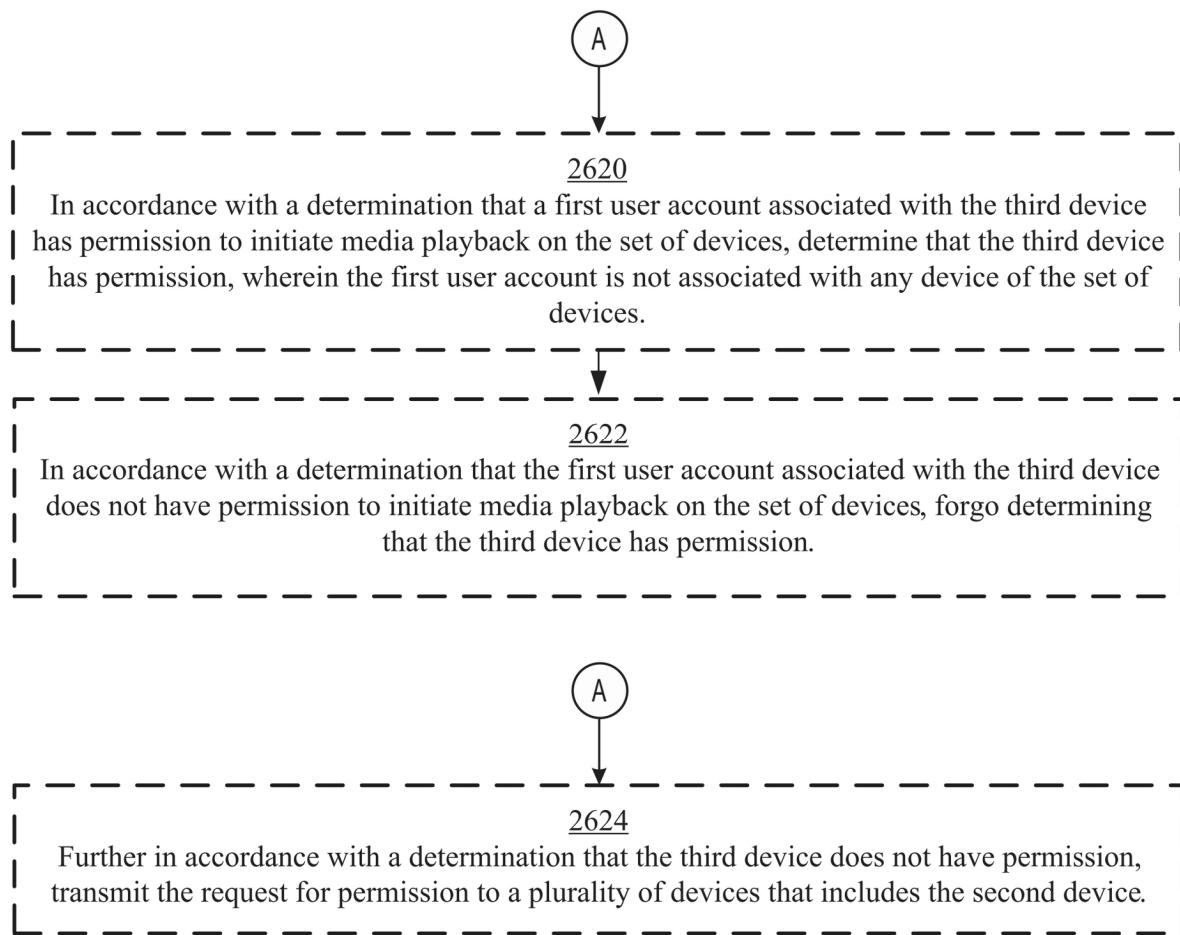 A
2620
In accordance with a determination that a first user account associated with the third device
has permission to initiate media playback on the set of devices, determine that the third device
has permission, wherein the first user account is not associated with any device of the set of
devices.
2622
In accordance with a determination that the first user account associated with the third device
does not have permission to initiate media playback on the set of devices, forgo determining
that the third device has permission.
A
2624
Further in accordance with a determination that the third device does not have permission,
transmit the request for permission to a plurality of devices that includes the second device.